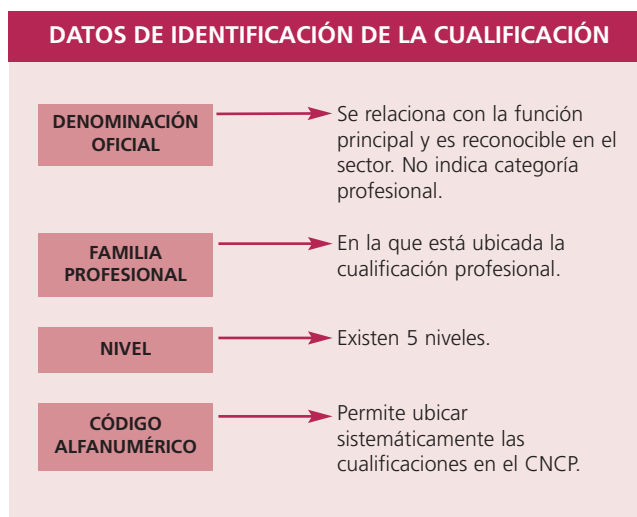 DATOS DE IDENTIFICACIÓN DE LA CUALIFICACIÓN
DENOMINACIÓN
OFICIAL
Se relaciona con la función
principal y es reconocible en el
sector. No indica categoría
profesional.
FAMILIA
PROFESIONAL
En la que está ubicada la
cualificación profesional.
NIVEL
Existen 5 niveles.
CÓDIGO
ALFANUMÉRICO
Permite ubicar
sistemáticamente las
cualificaciones en el CNCP.